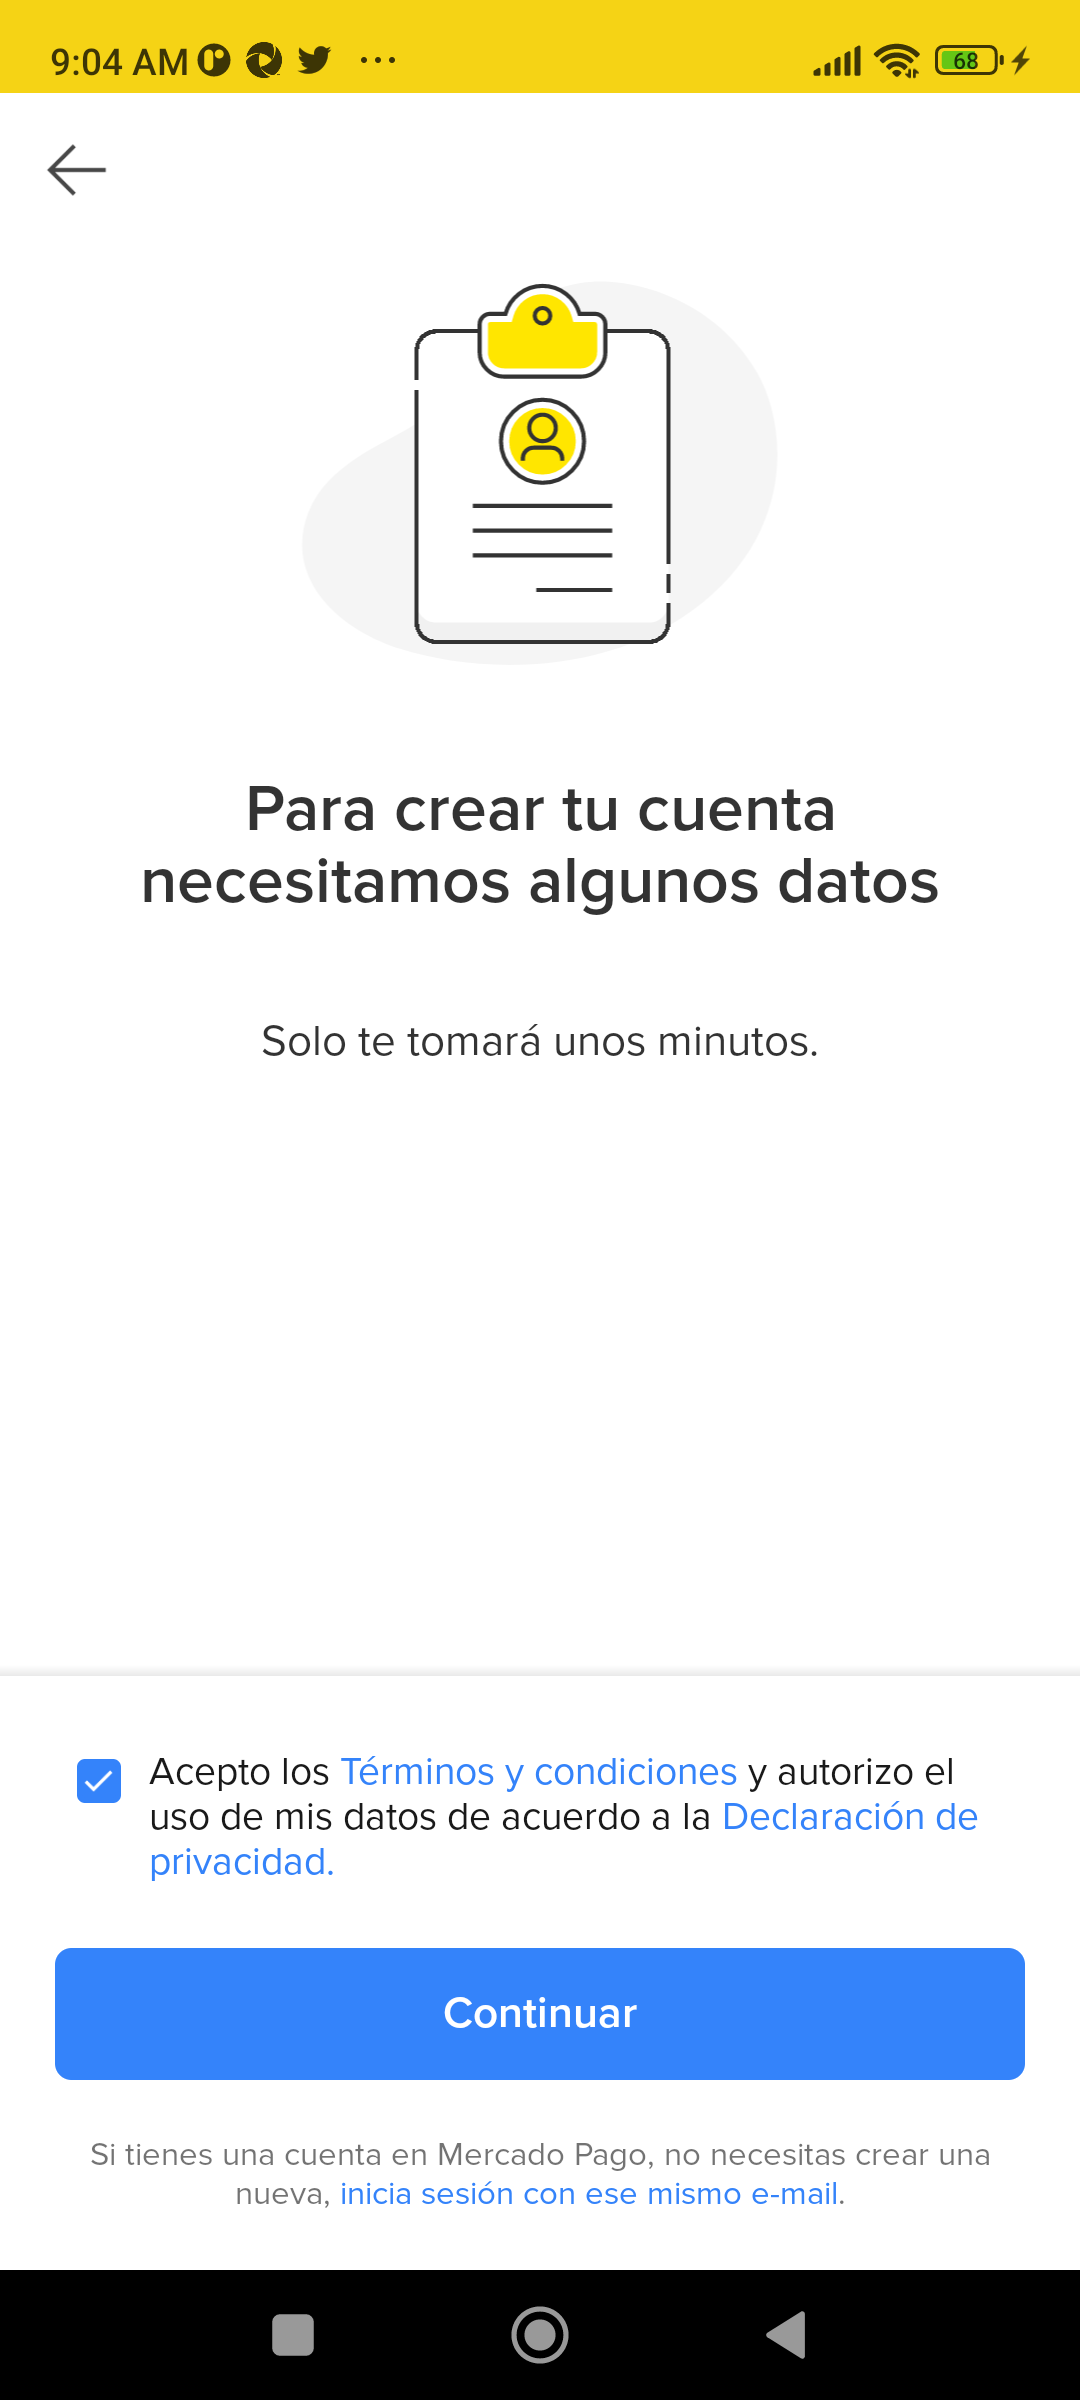 9:04 AM
68
Para crear tu cuenta
necesitamos algunos datos
Solo te tomará unos minutos.
Acepto los Términos y condiciones y autorizo el
uso de mis datos de acuerdo a la Declaración de
privacidad.
Continuar
Si tienes una cuenta en Mercado Pago, no necesitas crear una
nueva, inicia sesión con ese mismo e-mail.